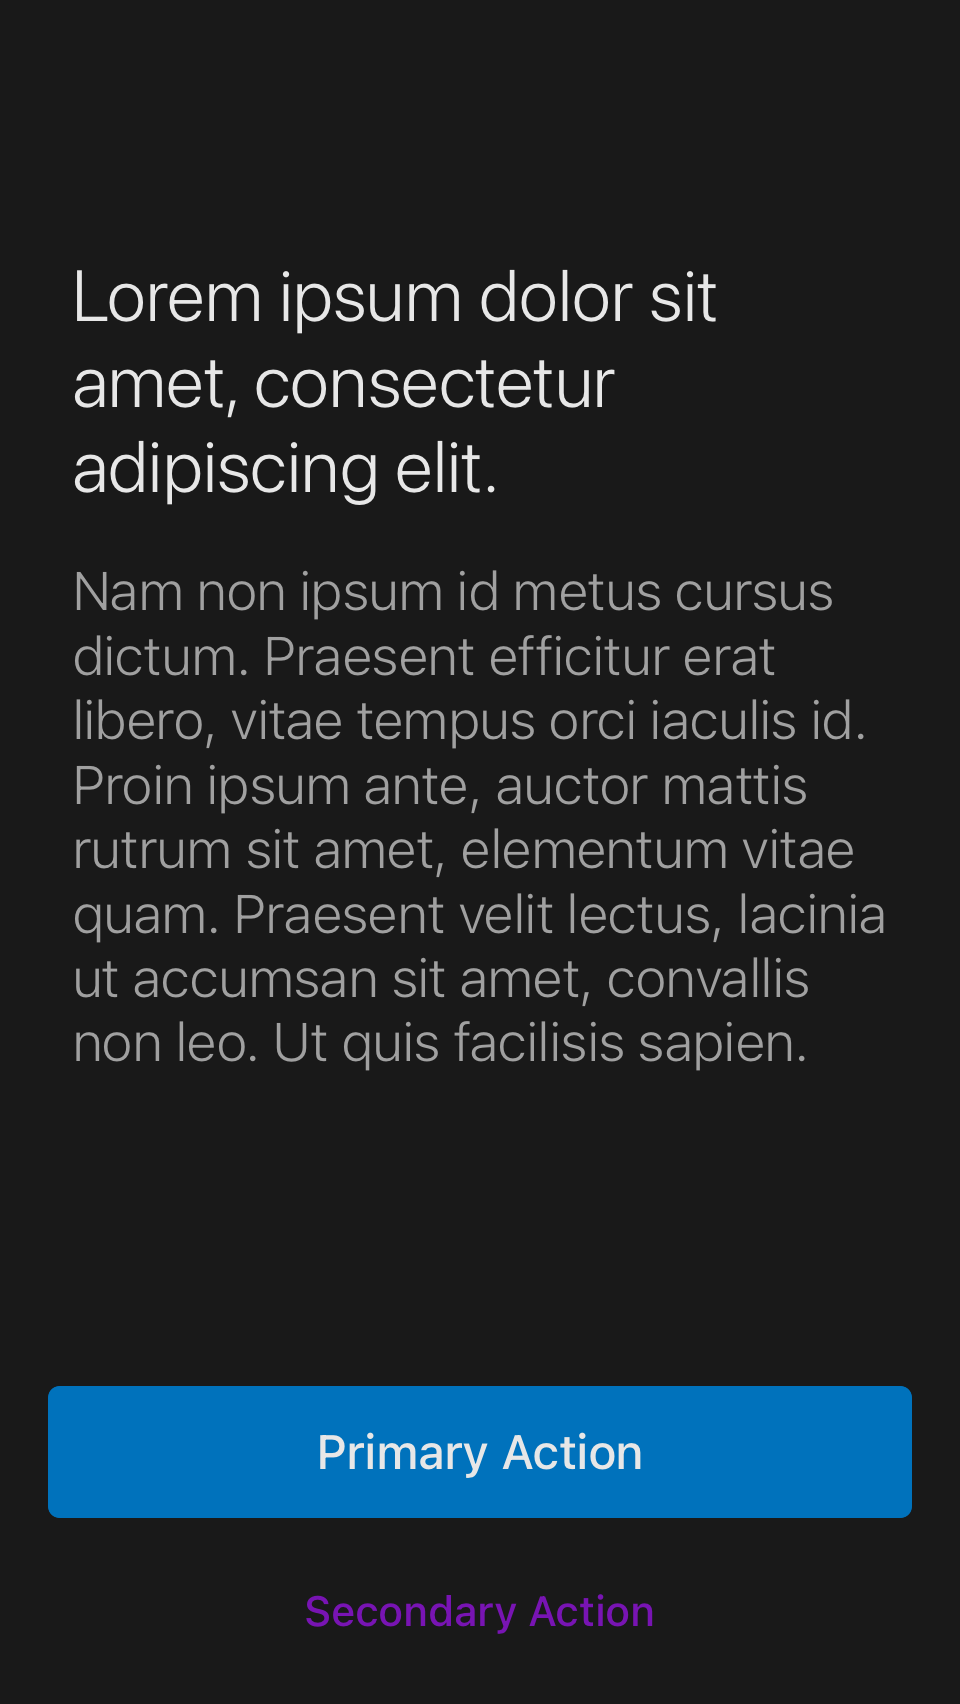 Lorem ipsum dolor sit
amet, consectetur
adipiscing elit.
Nam non ipsum id metus cursus
dictum. Praesent efficitur erat
libero, vitae tempus orci iaculis id.
Proin ipsum ante, auctor mattis
rutrum sit amet, elementum vitae
quam. Praesent velit lectus, lacinia
ut accumsan sit amet, convallis
non leo. Ut quis facilisis sapien.
Primary Action
Secondary Action